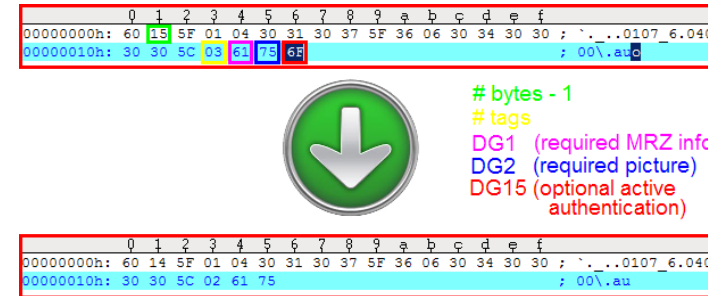 0 1 2 3 4 5 6 7 8 9 a b c d e f
00000000h: 60 15 5F 01 04 30 31 30 37 5F 36 06 30 34 30 30 ; `._..0107_6.040
00000010h: 30 30 5C 03 61 75 6F ; 00\.auo
# bytes - 1
# tags
DG1 (required MRZ info
DG2 (required picture)
DG15 (optional active
authentication)
0 1 2 3 4 5 6 7 8 9 a b c d e f
00000000h: 60 14 5F 01 04 30 31 30 37 5F 36 06 30 34 30 30 ; `._..0107_6.040
00000010h: 30 30 5C 02 61 75 ; 00\.au